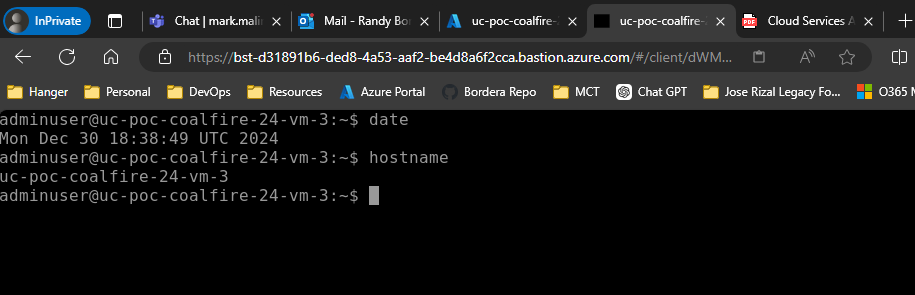 InPrivate
Chat | mark.mali
Mail - Randy Bor
uc-poc-coalfire-
uc-poc-coalfire-
Cloud Services A
https://bst-d31891b6-ded8-4a53-aaf2-be4d8a6f2cca.bastion.azure.com/#/client/dWM...
Hanger
Personal
DevOps
Resources
Azure Portal
Bordera Repo
MCT
Chat GPT
Jose Rizal Legacy Fo...
O365 M
adminuser@uc-poc-coalfire-24-vm-3:~$ date
Mon Dec 30 18:38:49 UTC 2024
adminuser@uc-poc-coalfire-24-vm-3:~$ hostname
uc-poc-coalfire-24-vm-3
adminuser@uc-poc-coalfire-24-vm-3:~$